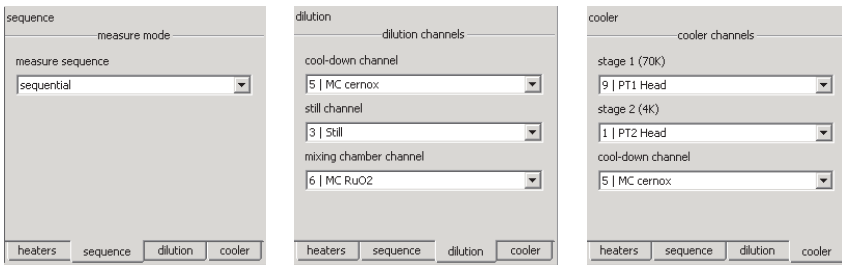 sequence
measure mode
measure sequence
sequential
heaters sequence dilution cooler
dilution
dilution channels
cool-down channel
5 | MC cernox
still channel
3 | Still
mixing chamber channel
6 | MC RuO2
heaters sequence dilution cooler
cooler
cooler channels
stage 1 (70K)
9 | PT1 Head
stage 2 (4K)
1 | PT2 Head
cool-down channel
5 | MC cernox
heaters sequence dilution cooler